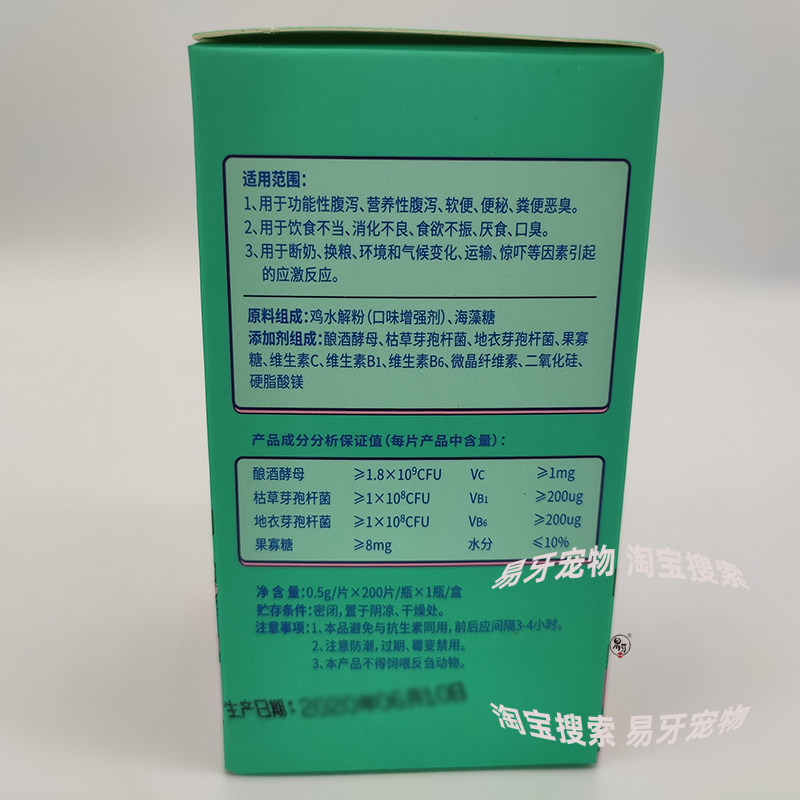 适用范围：
1、用于功能性腹泻、营养性腹泻、软便、便秘、粪便恶臭。
2、用于饮食不当、消化不良、食欲不振、厌食、口臭。
3、用于断奶、换粮、环境和气候变化、运输、惊吓等因素引起
的应激反应。
原料组成：鸡水解粉（口味增强剂）、海藻糖
添加剂组成：酿酒酵母、枯草芽孢杆菌、地衣芽孢杆菌、果寡
糖、维生素C、维生素B1、维生素B6、微晶纤维素、二氧化硅、
硬脂酸镁
产品成分分析保证值（每片产品中含量）：
酿酒酵母 ≥1.8×10⁹CFU Vc ≥1mg
枯草芽孢杆菌 ≥1×10⁸CFU VB1 ≥200ug
地衣芽孢杆菌 ≥1×10⁸CFU VB6 ≥200ug
果寡糖 ≥8mg 水分 ≤10%
易牙宠物 淘宝搜索
净含量：0.5g/片×200片/瓶×1瓶/盒
贮存条件：密闭，置于阴凉、干燥处。
注意事项：1、本品避免与抗生素同用，前后应间隔3-4小时。
2、注意防潮，过期、霉变禁用。
3、本产品不得饲喂反刍动物。
易牙
生产日期：2020年06月10日
淘宝搜索 易牙宠物